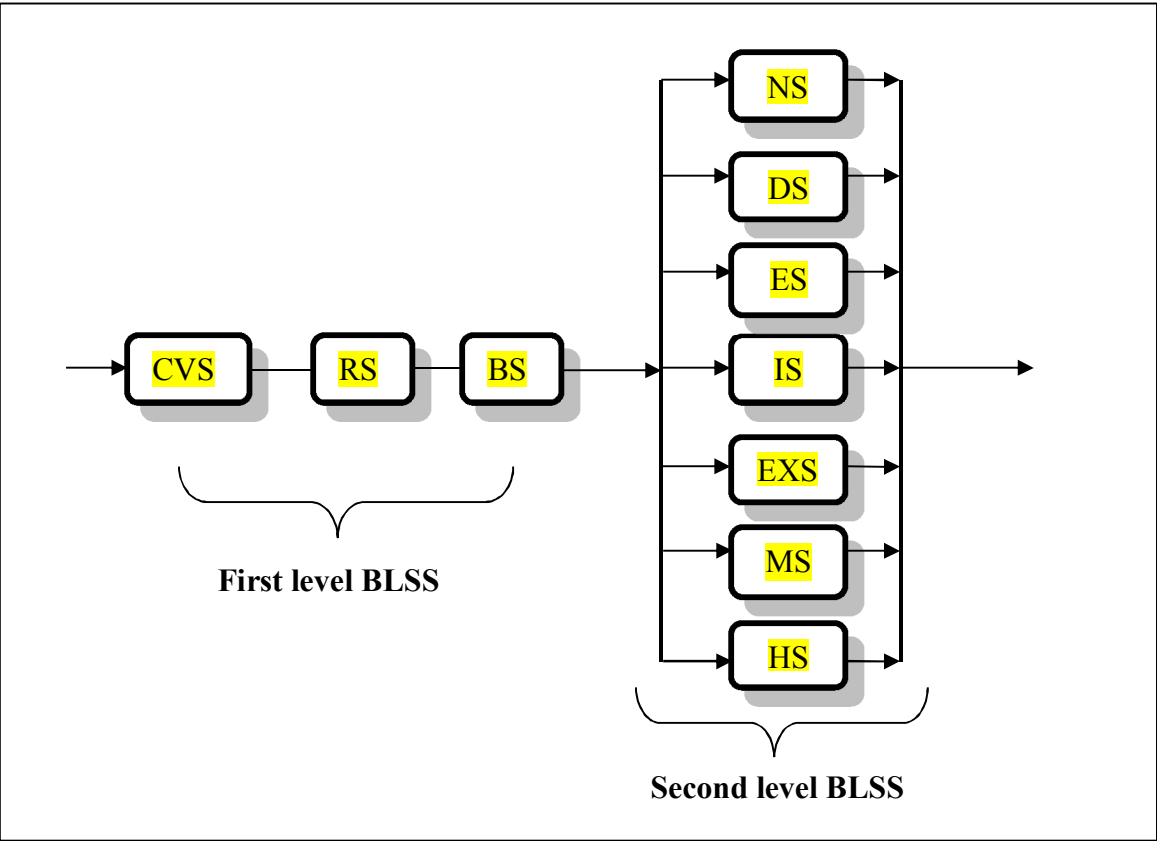 NS
DS
ES
CVS RS BS IS
EXS
MS
First level BLSS
HS
Second level BLSS